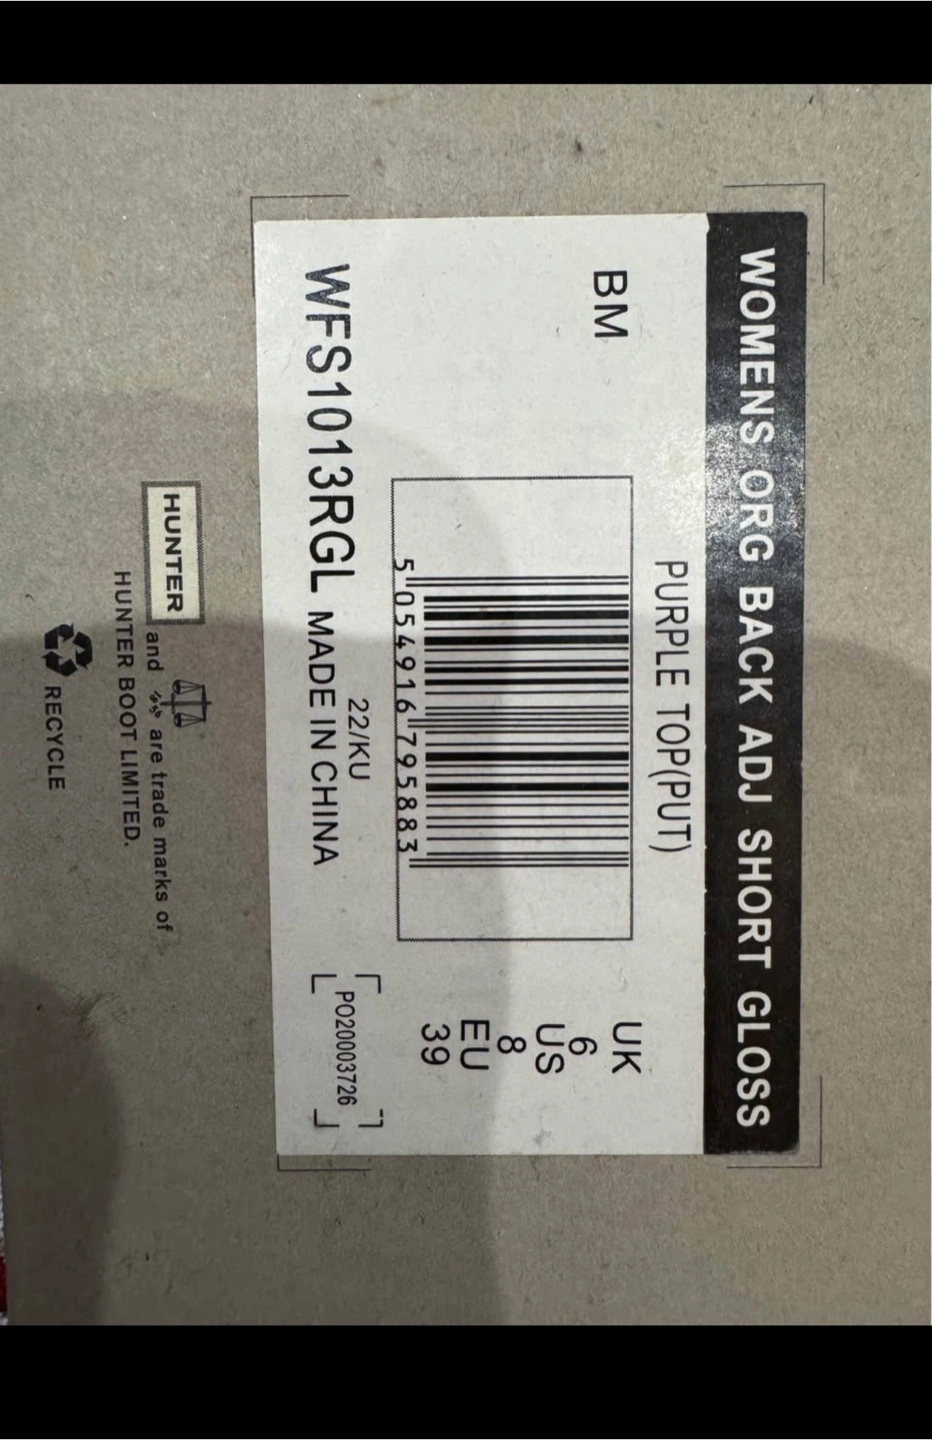 WOMENS ORG BACK ADJ SHORT GLOSS
PURPLE TOP(PUT)
BM
UK
6
US
8
EU
39
5 054916 795883
22/KU
WFS1013RGL MADE IN CHINA
PO20003726
HUNTER and are trade marks of
HUNTER BOOT LIMITED.
RECYCLE